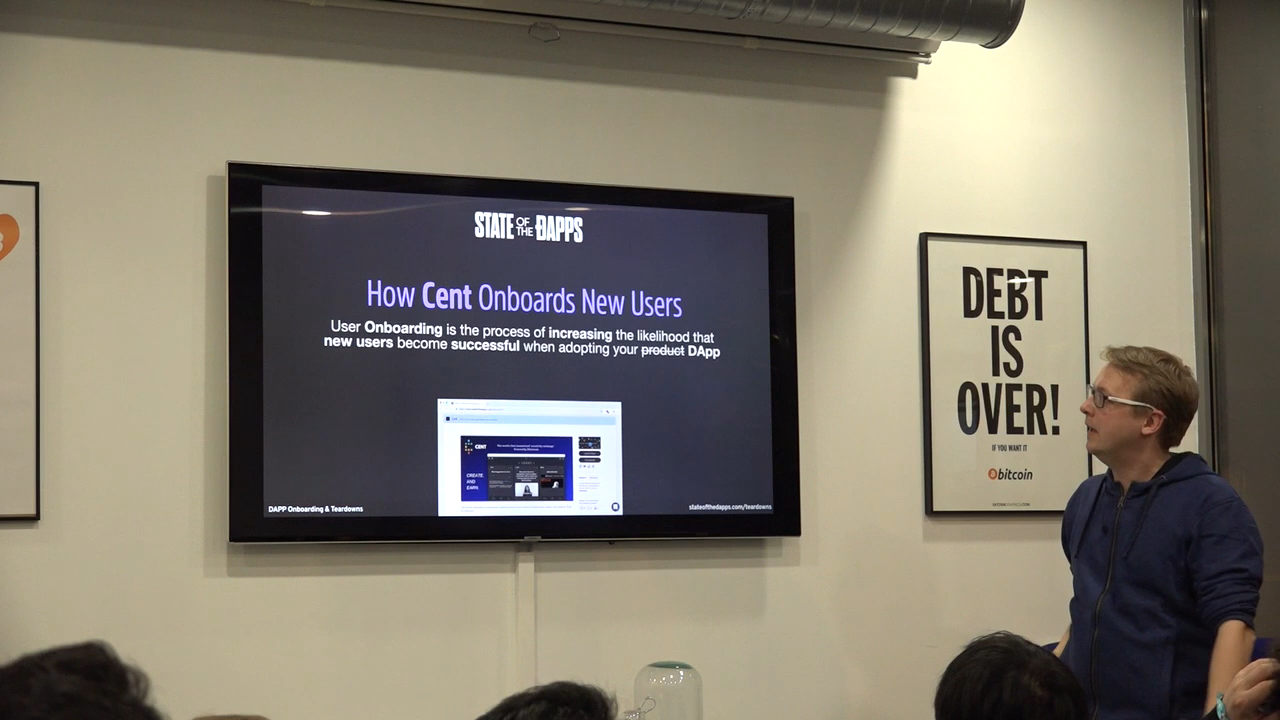 STATE OF THE DAPPS
How Cent Onboards New Users
User Onboarding is the process of increasing the likelihood that
new users become successful when adopting your product DApp
CENT
CREATE.
AND
EARN.
DAPP Onboarding & Teardowns
stateofthedapps.com/teardowns
DEBT
IS
OVER!
IF YOU WANT IT
bitcoin